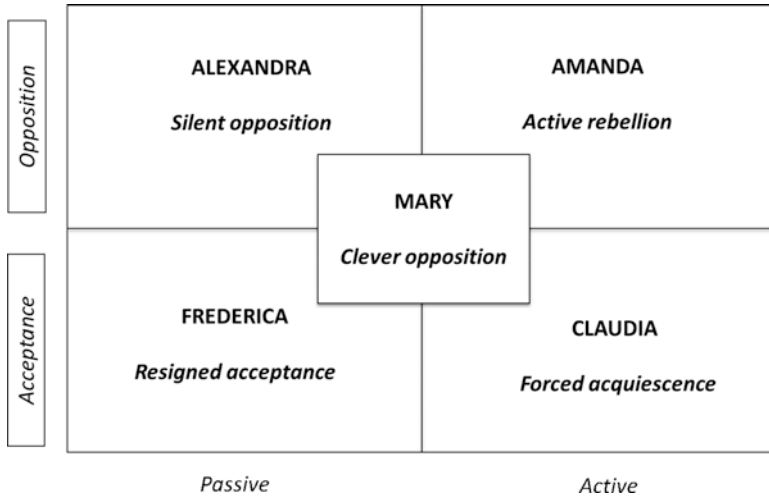 Opposition
ALEXANDRA
Silent opposition
AMANDA
Active rebellion
MARY
Clever opposition
Acceptance
FREDERICA
Resigned acceptance
CLAUDIA
Forced acquiescence
Passive
Active